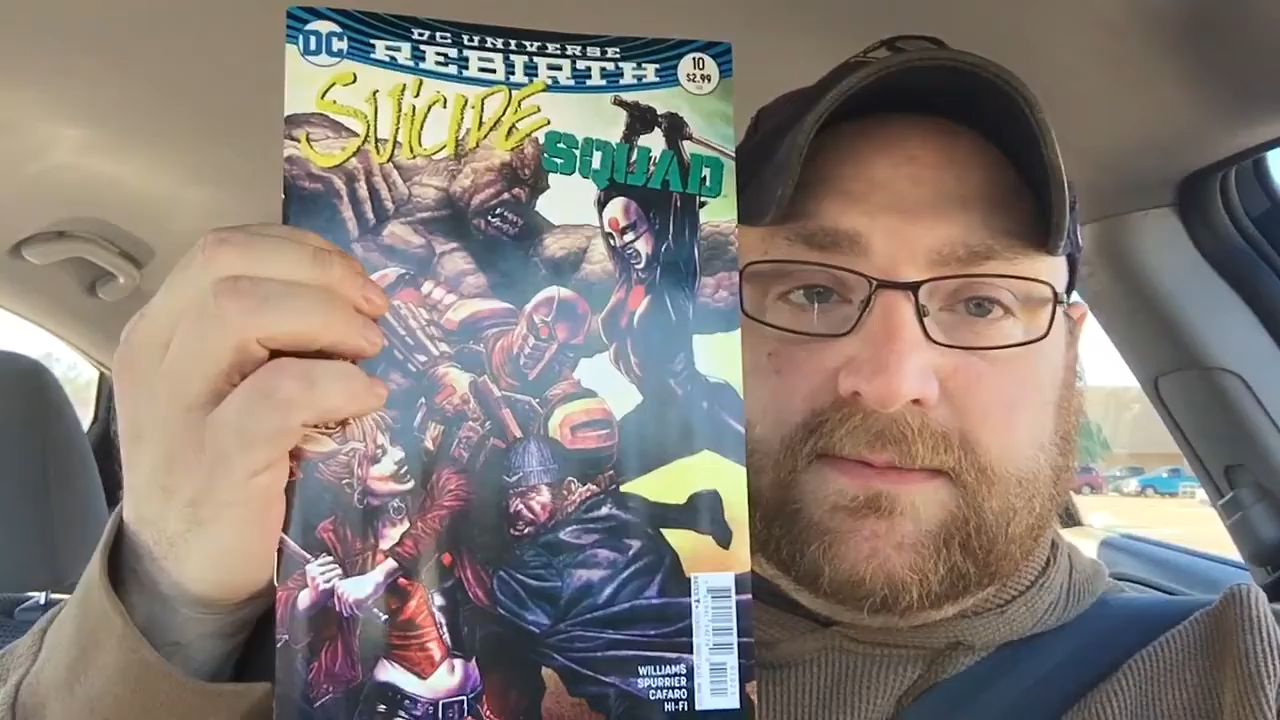 DC
DC UNIVERSE
REBIRTH
10
$2.99
SUiCiDE
SQUAD
WILLIAMS
SPURRIER
CAFARO
HI-FI